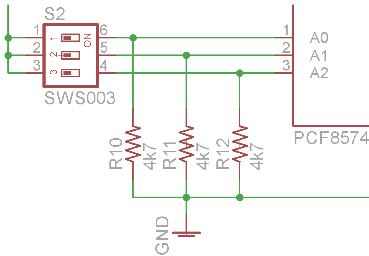 S2
1
2
3
1
2
3
ON
6
5
4
SWS003
1
2
3
A0
A1
A2
PCF8574
R10
4k7
R11
4k7
R12
4k7
GND